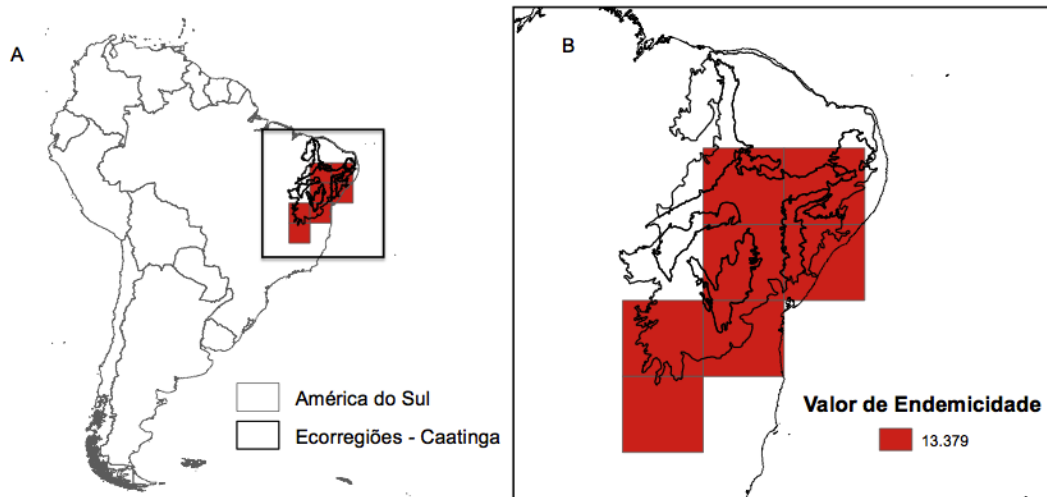 A
América do Sul
Ecorregiões - Caatinga
B
Valor de Endemicidade
13.379